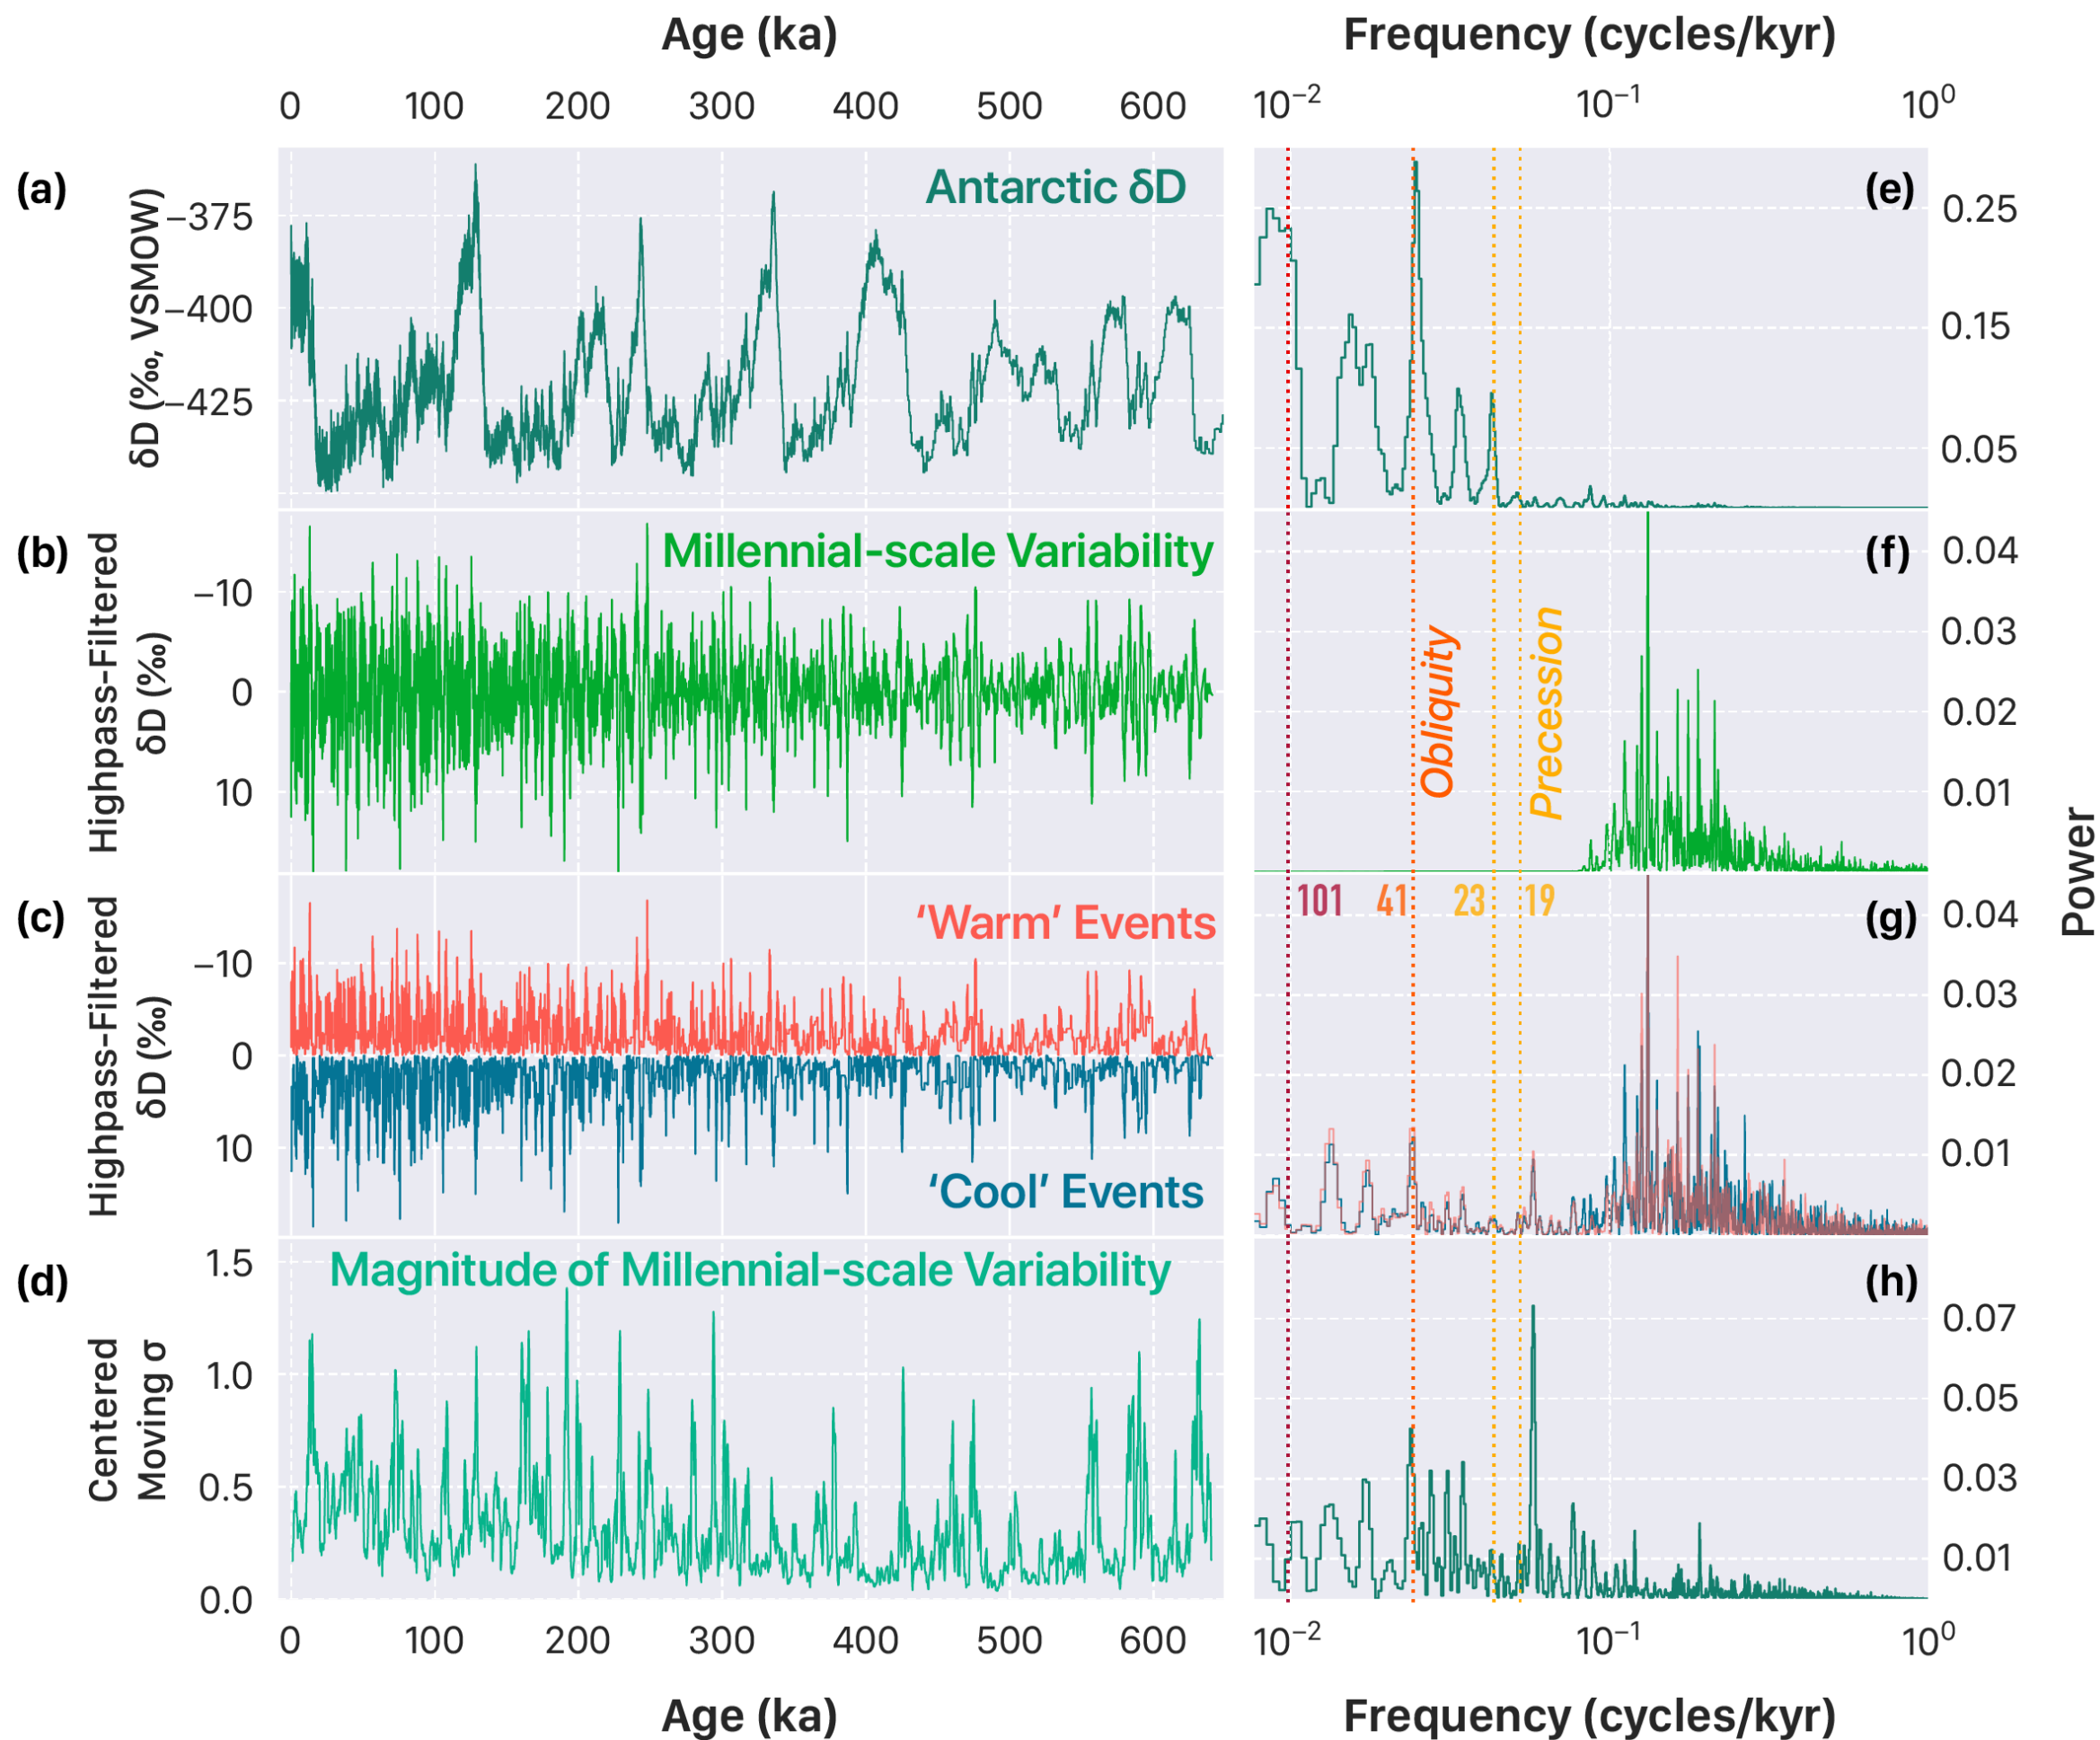 Age (ka)
Frequency (cycles/kyr)
0 100 200 300 400 500 600
10⁻² 10⁻¹ 10⁰
(a)
δD (‰, VSMOW)
−375
−400
−425
Antarctic δD
(e)
0.25
0.15
0.05
(b)
Highpass-Filtered
δD (‰)
−10
0
10
Millennial-scale Variability
Obliquity
Precession
(f)
0.04
0.03
0.02
0.01
Power
(c)
Highpass-Filtered
δD (‰)
−10
0
10
‘Warm’ Events
‘Cool’ Events
101 41 23 19
(g)
0.04
0.03
0.02
0.01
(d)
Centered
Moving σ
1.5
1.0
0.5
0.0
Magnitude of Millennial-scale Variability
(h)
0.07
0.05
0.03
0.01
0 100 200 300 400 500 600
10⁻² 10⁻¹ 10⁰
Age (ka)
Frequency (cycles/kyr)